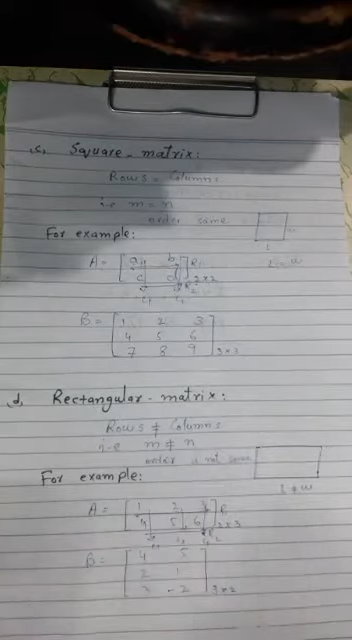 c, Square-matrix:
Rows = Columns
i.e m = n
order same
For example:
A = [a b
c d] 2×2
B = [1 2 3
4 5 6
7 8 9] 3×3
d, Rectangular-matrix:
Rows ≠ Columns
i.e m ≠ n
order is not same
l ≠ w
For example:
A = [1 2 3
4 5 6] 2×3
B = [4 5
2 1
3 -2] 3×2